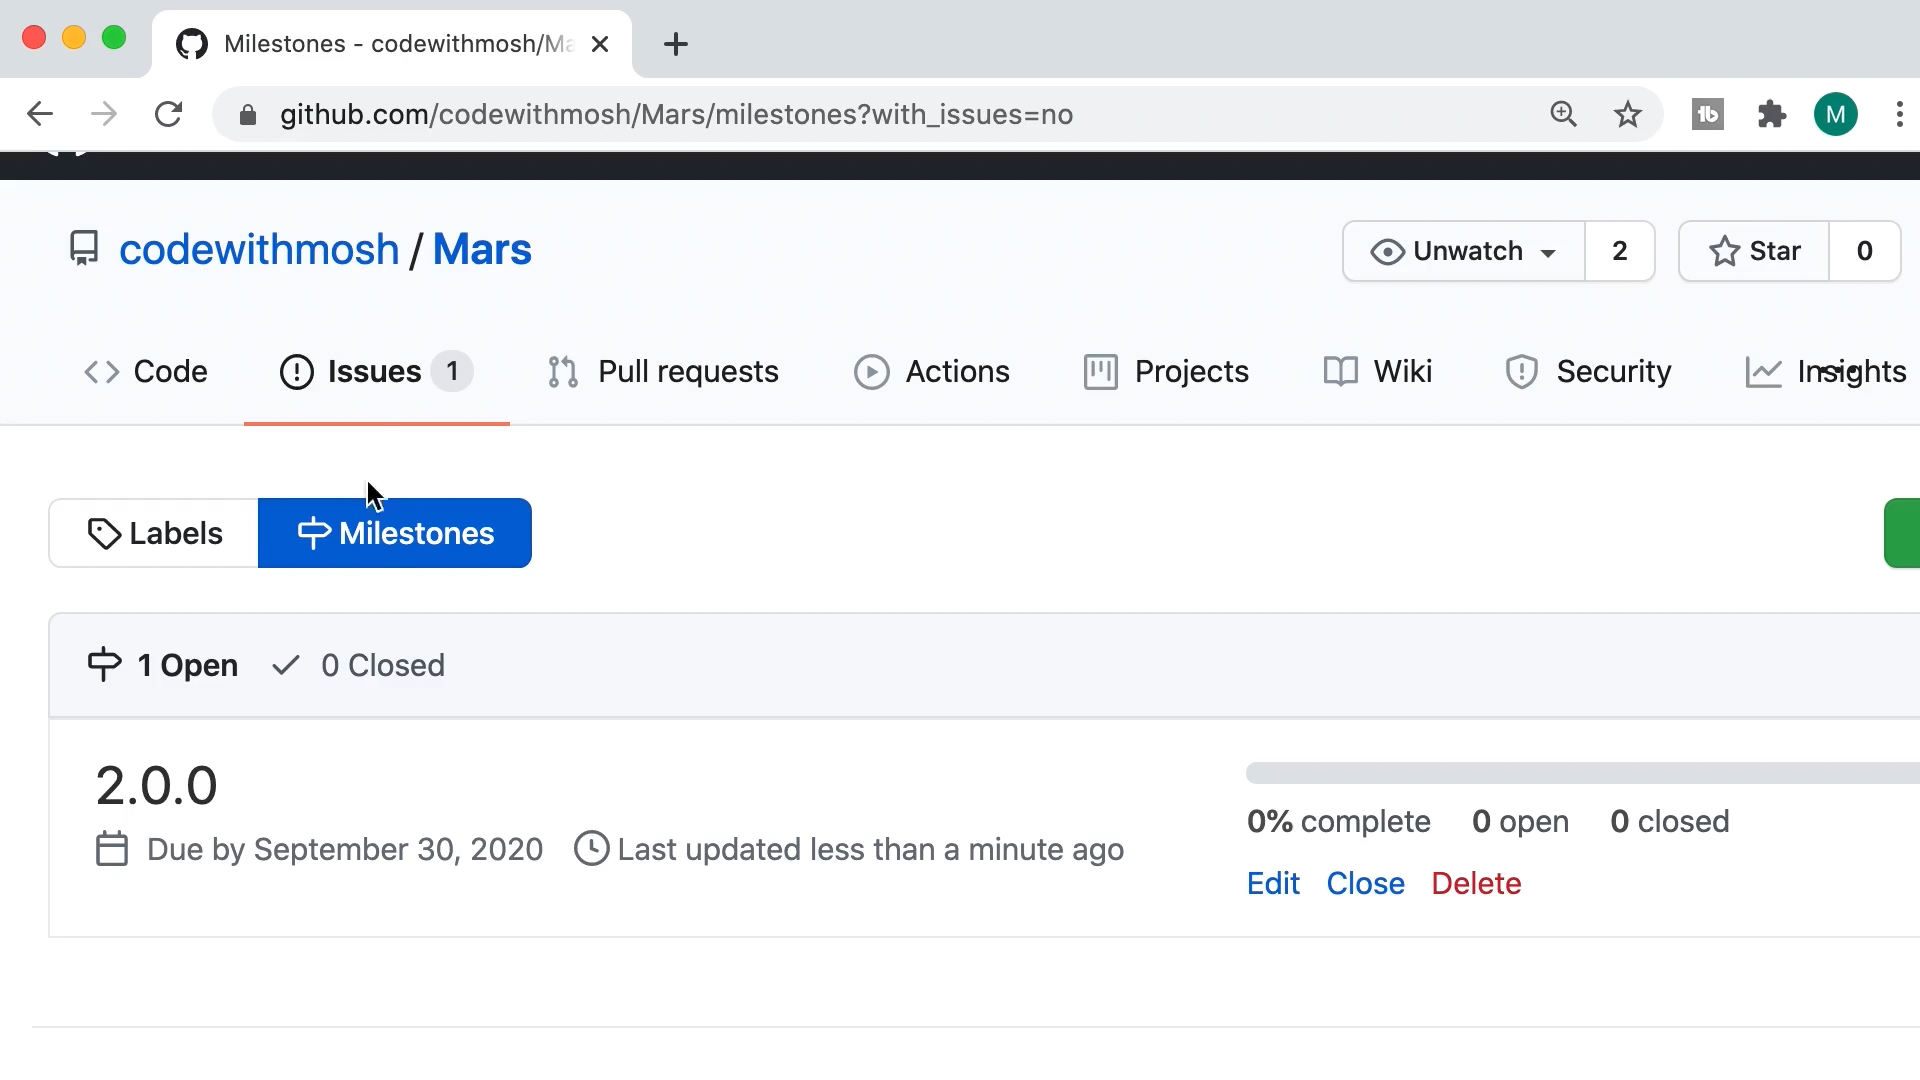 Milestones - codewithmosh/Ma
github.com/codewithmosh/Mars/milestones?with_issues=no
tb
M
codewithmosh / Mars
Unwatch 2
Star 0
Code Issues 1 Pull requests Actions Projects Wiki Security Insights
Labels Milestones
1 Open 0 Closed
2.0.0
Due by September 30, 2020 Last updated less than a minute ago
0% complete 0 open 0 closed
Edit Close Delete